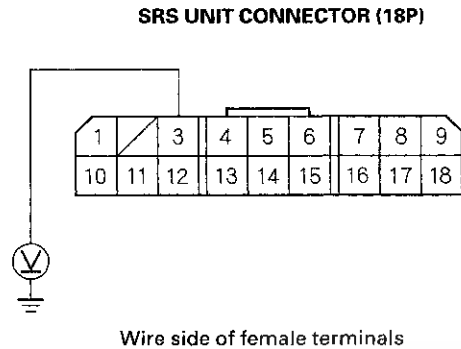 SRS UNIT CONNECTOR (18P)
1 3 4 5 6 7 8 9
10 11 12 13 14 15 16 17 18
V
Wire side of female terminals